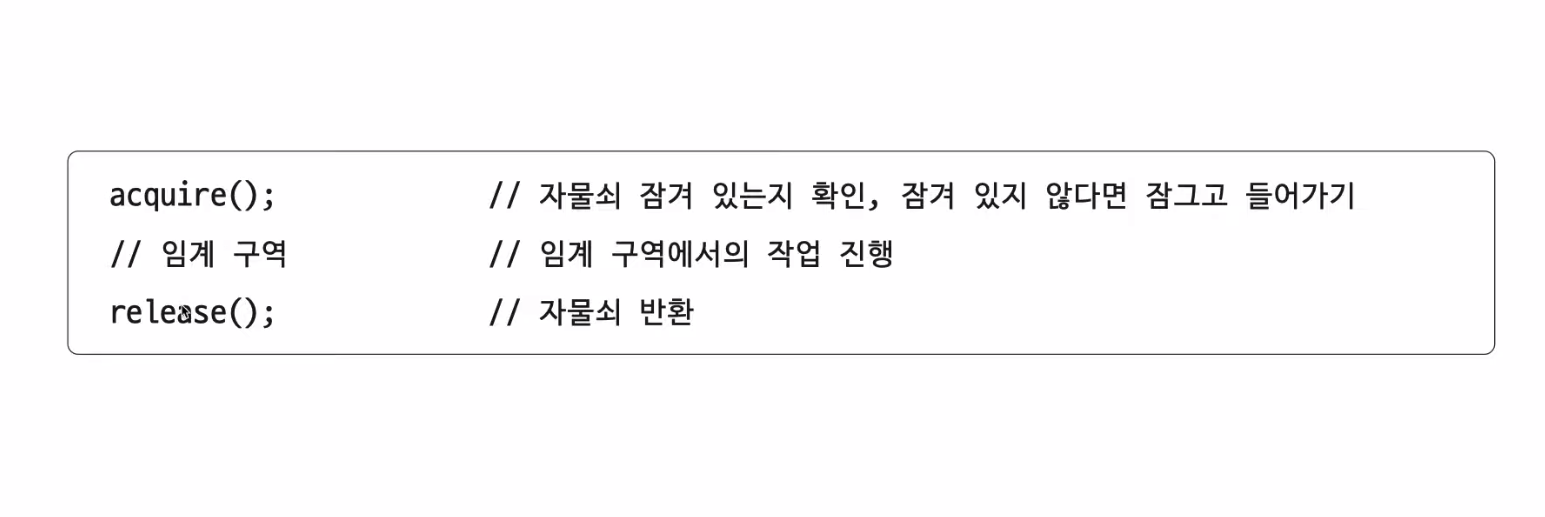 acquire(); // 자물쇠 잠겨 있는지 확인, 잠겨 있지 않다면 잠그고 들어가기
// 임계 구역 // 임계 구역에서의 작업 진행
release(); // 자물쇠 반환